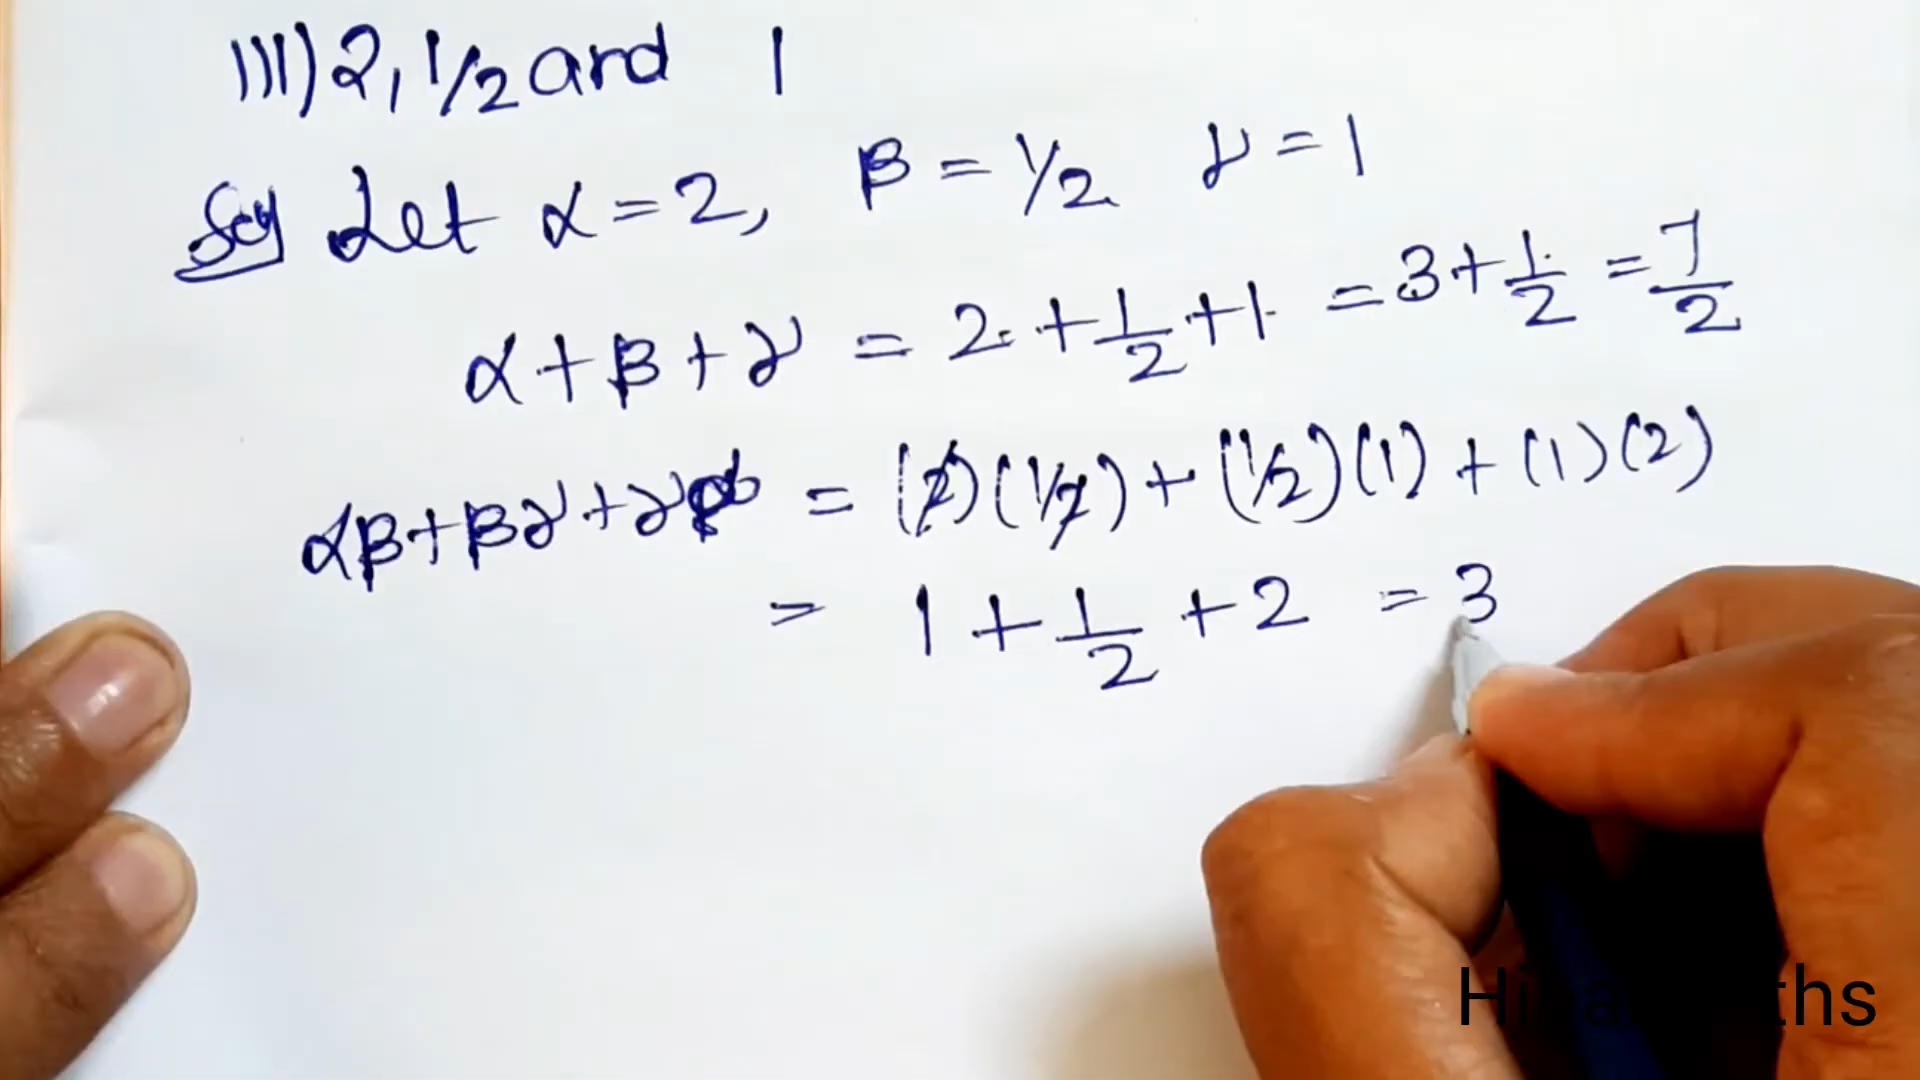 III) 2, 1/2 and 1
Sol Let α = 2, β = 1/2 γ = 1
α + β + γ = 2 + 1/2 + 1 = 3 + 1/2 = 7/2
αβ + βγ + γα = (2)(1/2) + (1/2)(1) + (1)(2)
= 1 + 1/2 + 2 = 3